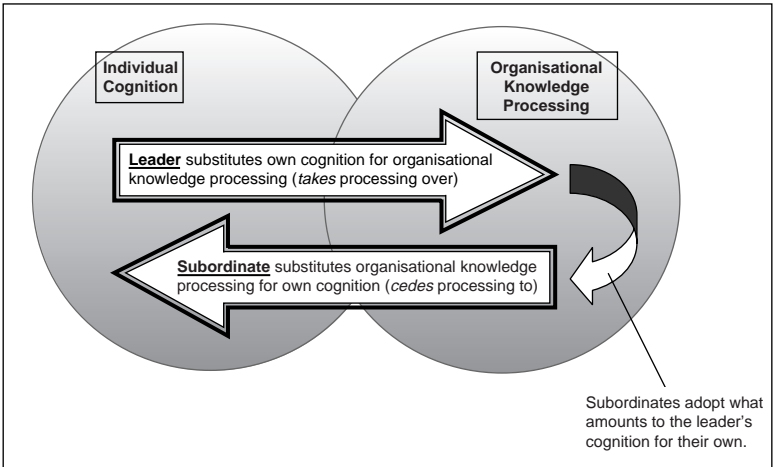 Individual
Cognition
Organisational
Knowledge
Processing
Leader substitutes own cognition for organisational
knowledge processing (takes processing over)
Subordinate substitutes organisational knowledge
processing for own cognition (cedes processing to)
Subordinates adopt what
amounts to the leader's
cognition for their own.